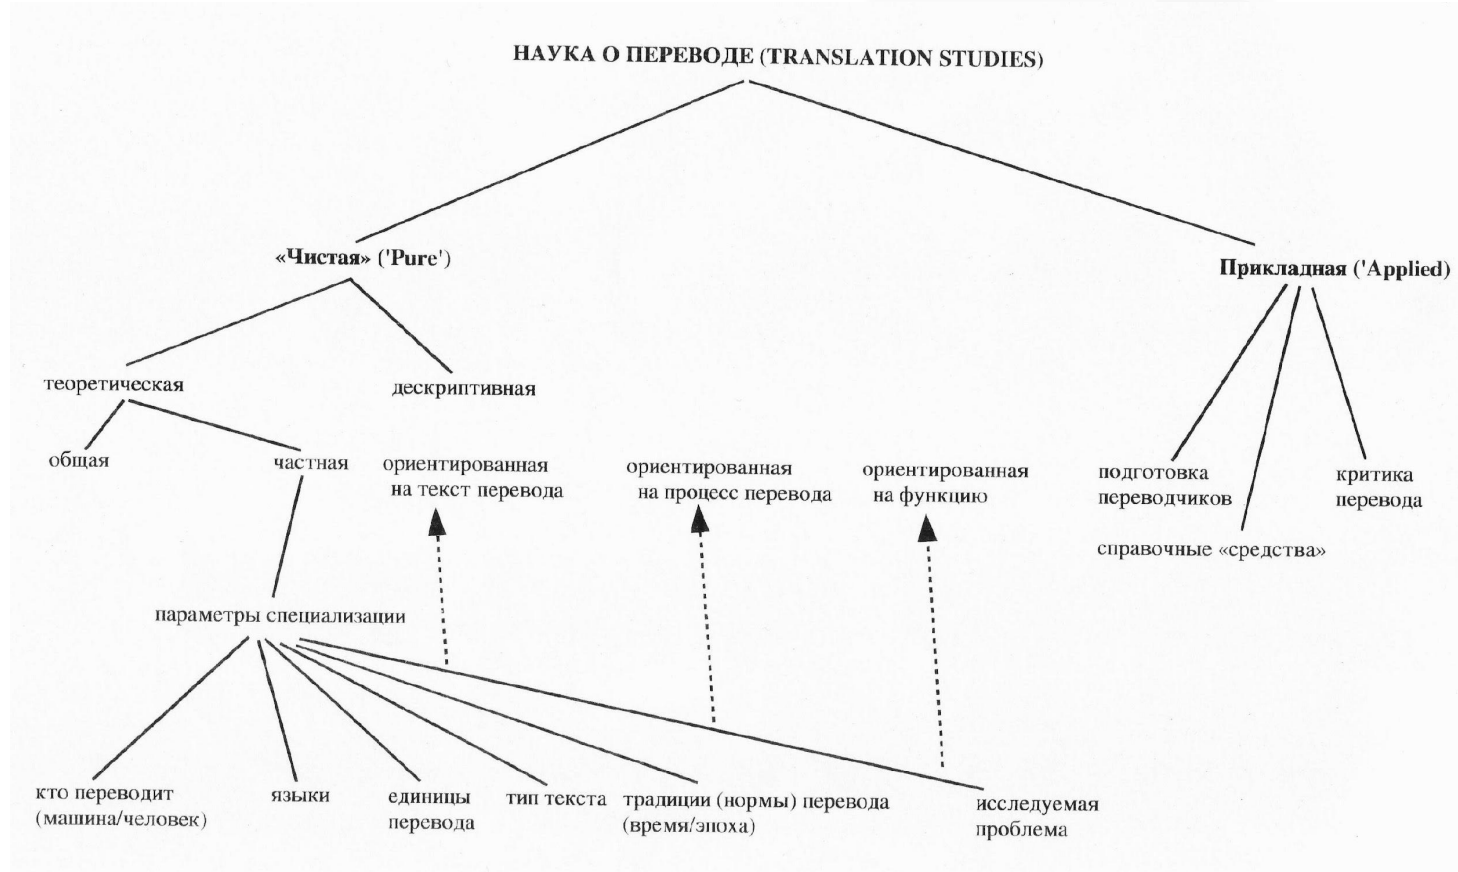 НАУКА О ПЕРЕВОДЕ (TRANSLATION STUDIES)
«Чистая» ('Pure')
Прикладная ('Applied)
теоретическая
дескриптивная
общая
частная
ориентированная
на текст перевода
ориентированная
на процесс перевода
ориентированная
на функцию
подготовка
переводчиков
критика
перевода
справочные «средства»
параметры специализации
кто переводит
(машина/человек)
языки
единицы
перевода
тип текста
традиции (нормы) перевода
(время/эпоха)
исследуемая
проблема